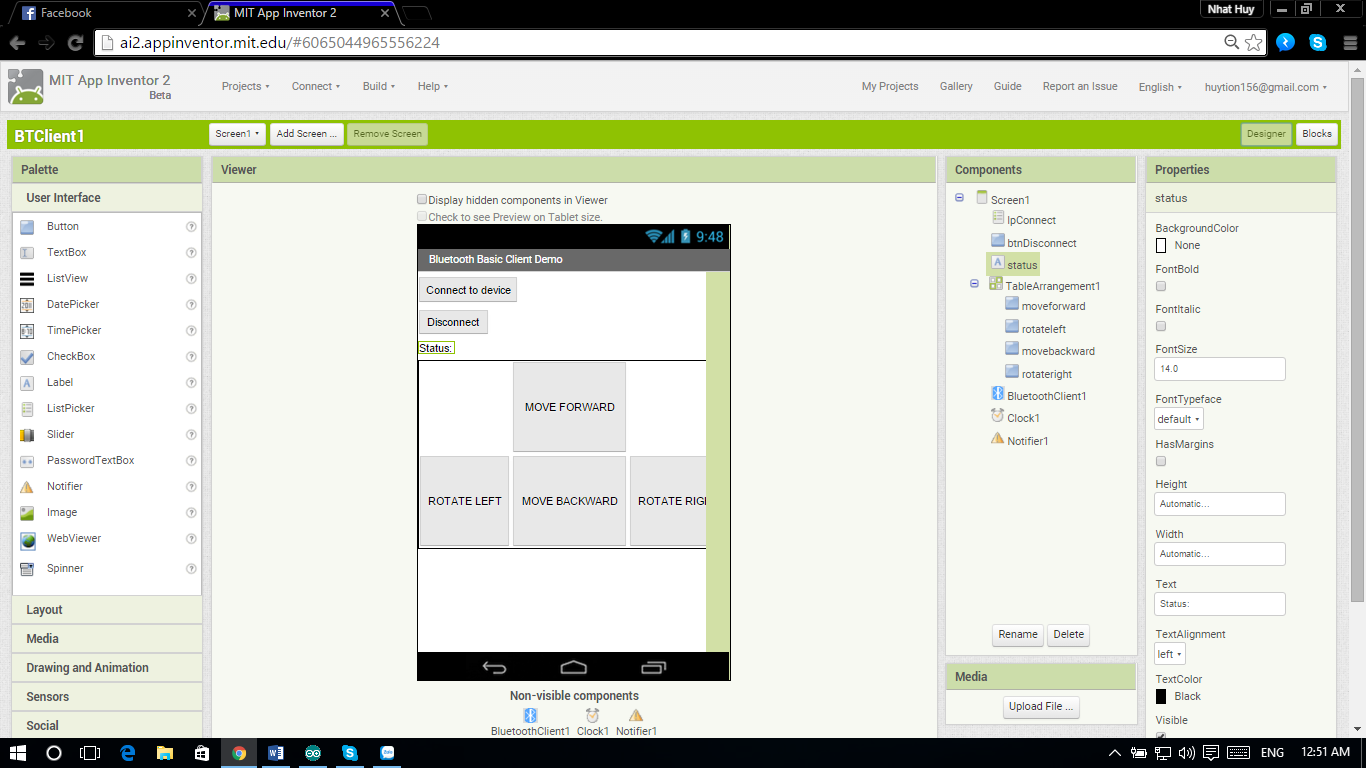 Facebook
MIT App Inventor 2
Nhat Huy
ai2.appinventor.mit.edu/#6065044965556224
MIT App Inventor 2
Beta
Projects
Connect
Build
Help
My Projects
Gallery
Guide
Report an Issue
English
huytion156@gmail.com
BTClient1
Screen1
Add Screen ...
Remove Screen
Designer
Blocks
Palette
User Interface
Button
TextBox
ListView
DatePicker
TimePicker
CheckBox
Label
ListPicker
Slider
PasswordTextBox
Notifier
Image
WebViewer
Spinner
Layout
Media
Drawing and Animation
Sensors
Social
Viewer
Display hidden components in Viewer
Check to see Preview on Tablet size.
9:48
Bluetooth Basic Client Demo
Connect to device
Disconnect
Status:
MOVE FORWARD
ROTATE LEFT
MOVE BACKWARD
ROTATE RIGH
Non-visible components
BluetoothClient1
Clock1
Notifier1
Components
Screen1
lpConnect
btnDisconnect
status
TableArrangement1
moveforward
rotateleft
movebackward
rotateright
BluetoothClient1
Clock1
Notifier1
Rename
Delete
Media
Upload File ...
Properties
status
BackgroundColor
None
FontBold
FontItalic
FontSize
14.0
FontTypeface
default
HasMargins
Height
Automatic...
Width
Automatic...
Text
Status:
TextAlignment
left
TextColor
Black
Visible
ENG
12:51 AM